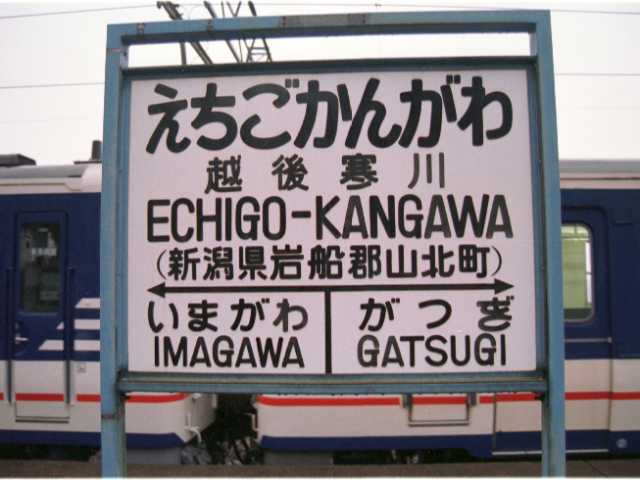 えちごかんがわ
越後寒川
ECHIGO-KANGAWA
(新潟県岩船郡山北町)
いまがわ がつぎ
IMAGAWA GATSUGI